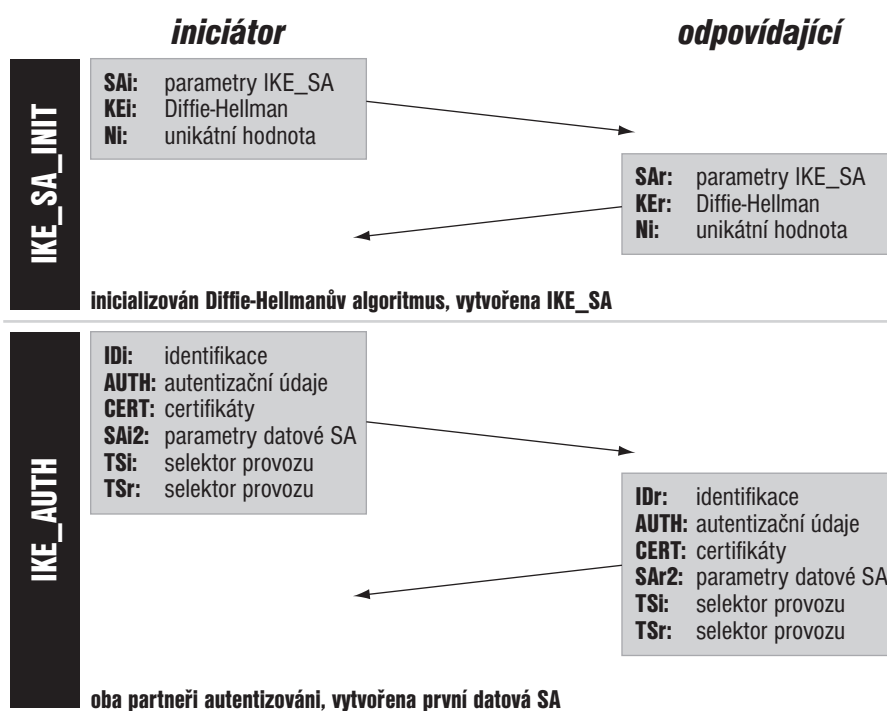 iniciátor
odpovídající
IKE_SA_INIT
SAi: parametry IKE_SA
KEi: Diffie-Hellman
Ni: unikátní hodnota
SAr: parametry IKE_SA
KEr: Diffie-Hellman
Ni: unikátní hodnota
inicializován Diffie-Hellmanův algoritmus, vytvořena IKE_SA
IKE_AUTH
IDi: identifikace
AUTH: autentizační údaje
CERT: certifikáty
SAi2: parametry datové SA
TSi: selektor provozu
TSr: selektor provozu
IDr: identifikace
AUTH: autentizační údaje
CERT: certifikáty
SAr2: parametry datové SA
TSi: selektor provozu
TSr: selektor provozu
oba partneři autentizováni, vytvořena první datová SA